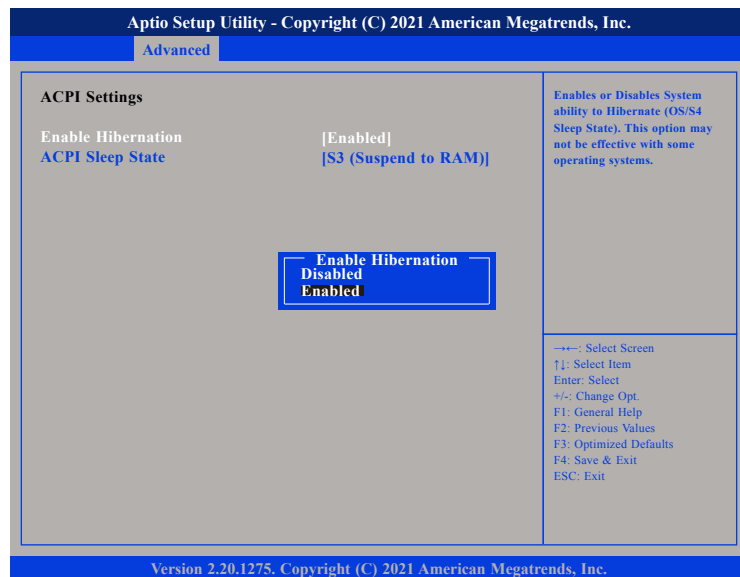 Aptio Setup Utility - Copyright (C) 2021 American Megatrends, Inc.
Advanced
ACPI Settings
Enable Hibernation [Enabled]
ACPI Sleep State [S3 (Suspend to RAM)]
Enable Hibernation
Disabled
Enabled
Enables or Disables System
ability to Hibernate (OS/S4
Sleep State). This option may
not be effective with some
operating systems.
→←: Select Screen
↑↓: Select Item
Enter: Select
+/-: Change Opt.
F1: General Help
F2: Previous Values
F3: Optimized Defaults
F4: Save & Exit
ESC: Exit
Version 2.20.1275. Copyright (C) 2021 American Megatrends, Inc.